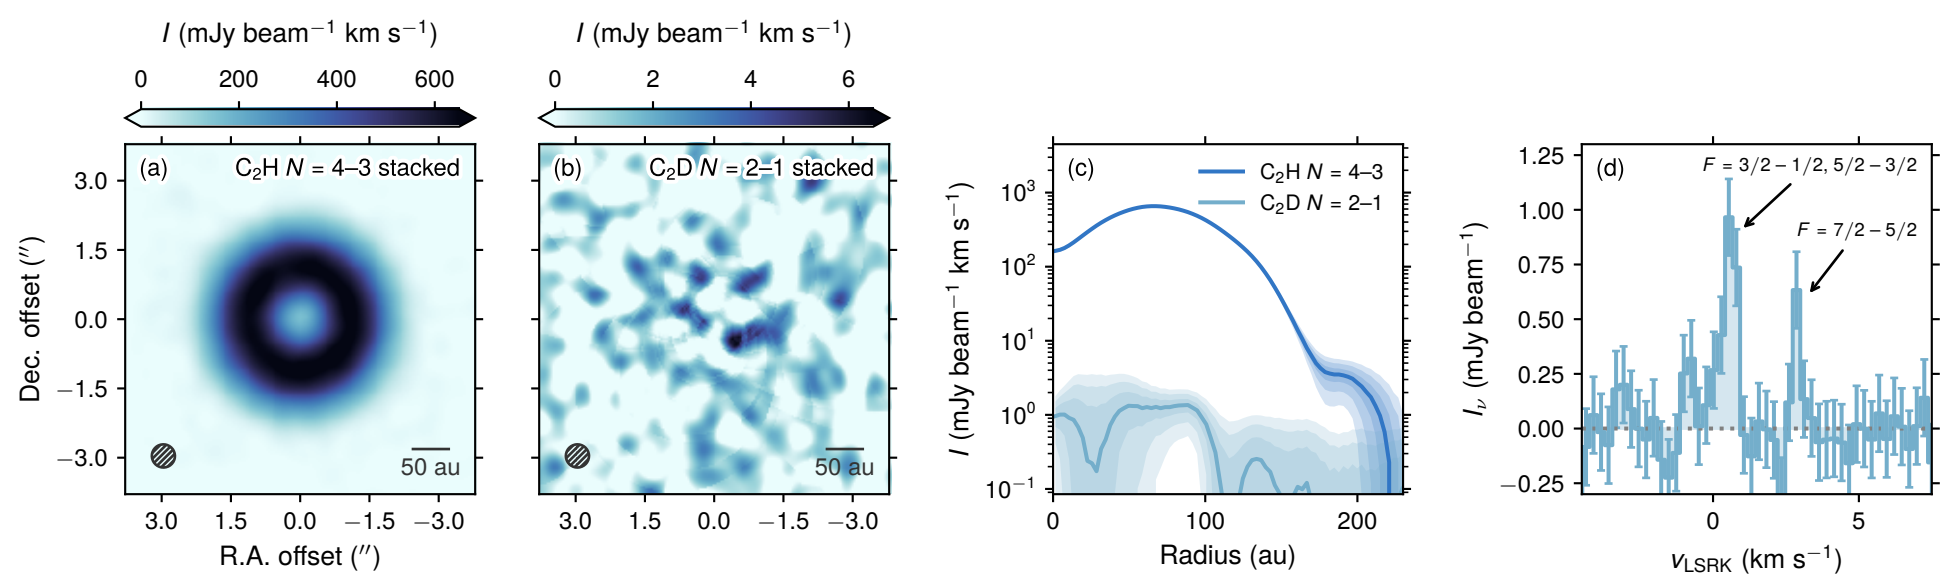 I (mJy beam⁻¹ km s⁻¹)
0 200 400 600
(a) C₂H N = 4–3 stacked
Dec. offset (′′)
3.0
1.5
0.0
−1.5
−3.0
50 au
3.0 1.5 0.0 −1.5 −3.0
R.A. offset (′′)
I (mJy beam⁻¹ km s⁻¹)
0 2 4 6
(b) C₂D N = 2–1 stacked
50 au
3.0 1.5 0.0 −1.5 −3.0
(c)
C₂H N = 4–3
C₂D N = 2–1
I (mJy beam⁻¹ km s⁻¹)
10³
10²
10¹
10⁰
10⁻¹
0 100 200
Radius (au)
(d)
F = 3/2 − 1/2, 5/2 − 3/2
F = 7/2 − 5/2
Iν (mJy beam⁻¹)
1.25
1.00
0.75
0.50
0.25
0.00
−0.25
0 5
vLSRK (km s⁻¹)